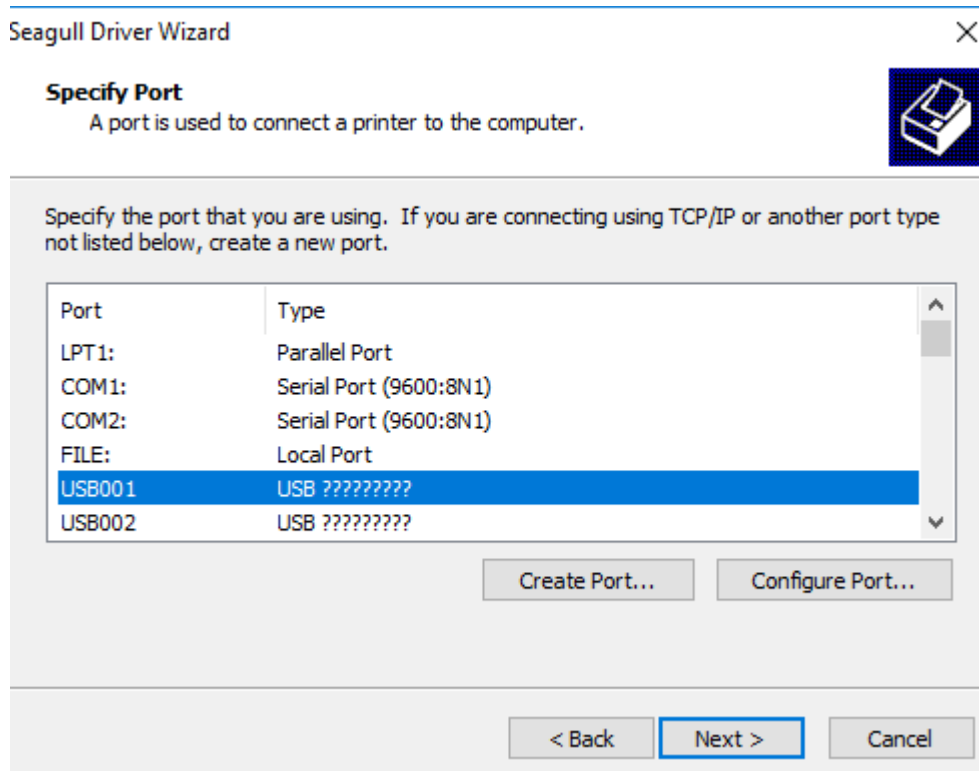 Seagull Driver Wizard
Specify Port
A port is used to connect a printer to the computer.
Specify the port that you are using.  If you are connecting using TCP/IP or another port type
not listed below, create a new port.
Port Type
LPT1: Parallel Port
COM1: Serial Port (9600:8N1)
COM2: Serial Port (9600:8N1)
FILE: Local Port
USB001 USB ?????????
USB002 USB ?????????
Create Port... Configure Port...
< Back Next > Cancel